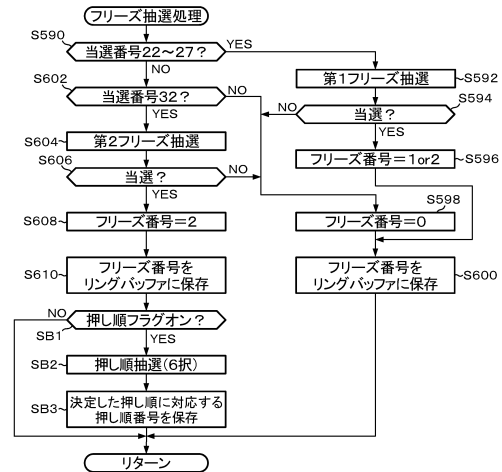 フリーズ抽選処理
S590
当選番号22～27？
YES
NO
S602
当選番号32？
NO
YES
第1フリーズ抽選
S592
S594
NO
当選？
YES
S604
第2フリーズ抽選
S606
当選？
NO
YES
フリーズ番号＝1or2
S596
S598
S608
フリーズ番号＝2
フリーズ番号＝0
S610
フリーズ番号を
リングバッファに保存
フリーズ番号を
リングバッファに保存
S600
NO
押し順フラグオン？
SB1
YES
SB2
押し順抽選(6択)
SB3
決定した押し順に対応する
押し順番号を保存
リターン